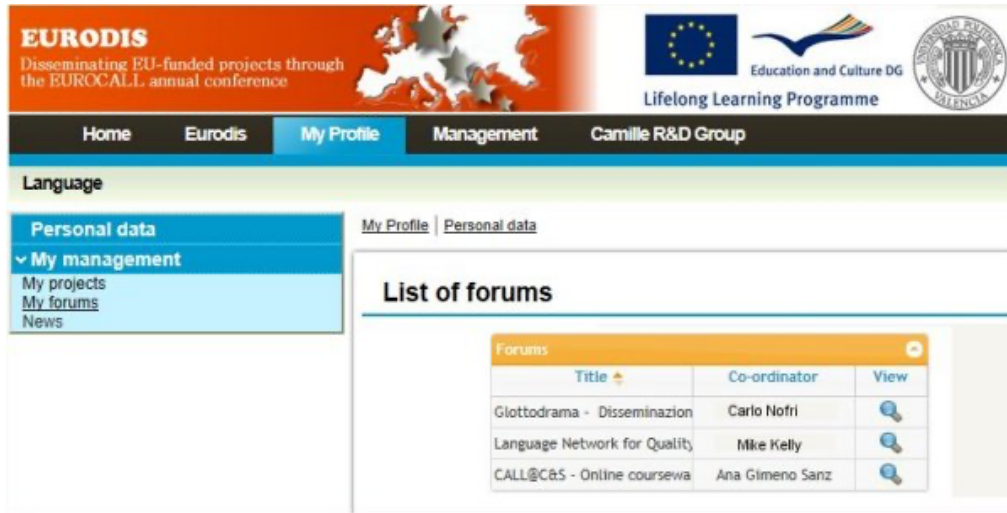 EURODIS
Disseminating EU-funded projects through
the EUROCALL annual conference
Education and Culture DG
Lifelong Learning Programme
Home Eurodis My Profile Management Camille R&D Group
Language
Personal data
My management
My projects
My forums
News
My Profile | Personal data
List of forums
Forums
Title Co-ordinator View
Glottodrama - Disseminazion Carlo Nofri
Language Network for Quality Mike Kelly
CALL@C&S - Online coursewa Ana Gimeno Sanz